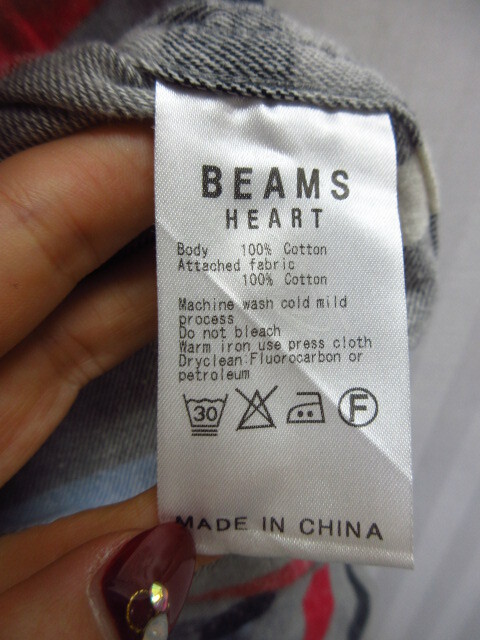 BEAMS
HEART
Body 100% Cotton
Attached fabric
100% Cotton
Machine wash cold mild
process
Do not bleach
Warm iron use press cloth
Dryclean:Fluorocarbon or
petroleum
30 F
MADE IN CHINA